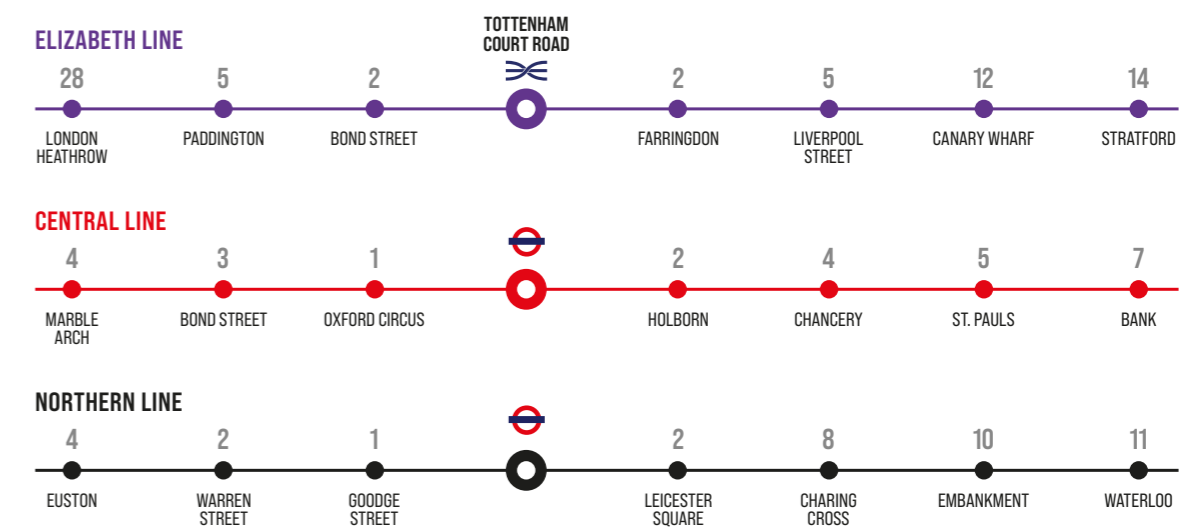 TOTTENHAM
COURT ROAD
ELIZABETH LINE
28 5 2 2 5 12 14
LONDON PADDINGTON BOND STREET FARRINGDON LIVERPOOL CANARY WHARF STRATFORD
HEATHROW STREET
CENTRAL LINE
4 3 1 2 4 5 7
MARBLE BOND STREET OXFORD CIRCUS HOLBORN CHANCERY ST. PAULS BANK
ARCH
NORTHERN LINE
4 2 1 2 8 10 11
EUSTON WARREN GOODGE LEICESTER CHARING EMBANKMENT WATERLOO
STREET STREET SQUARE CROSS